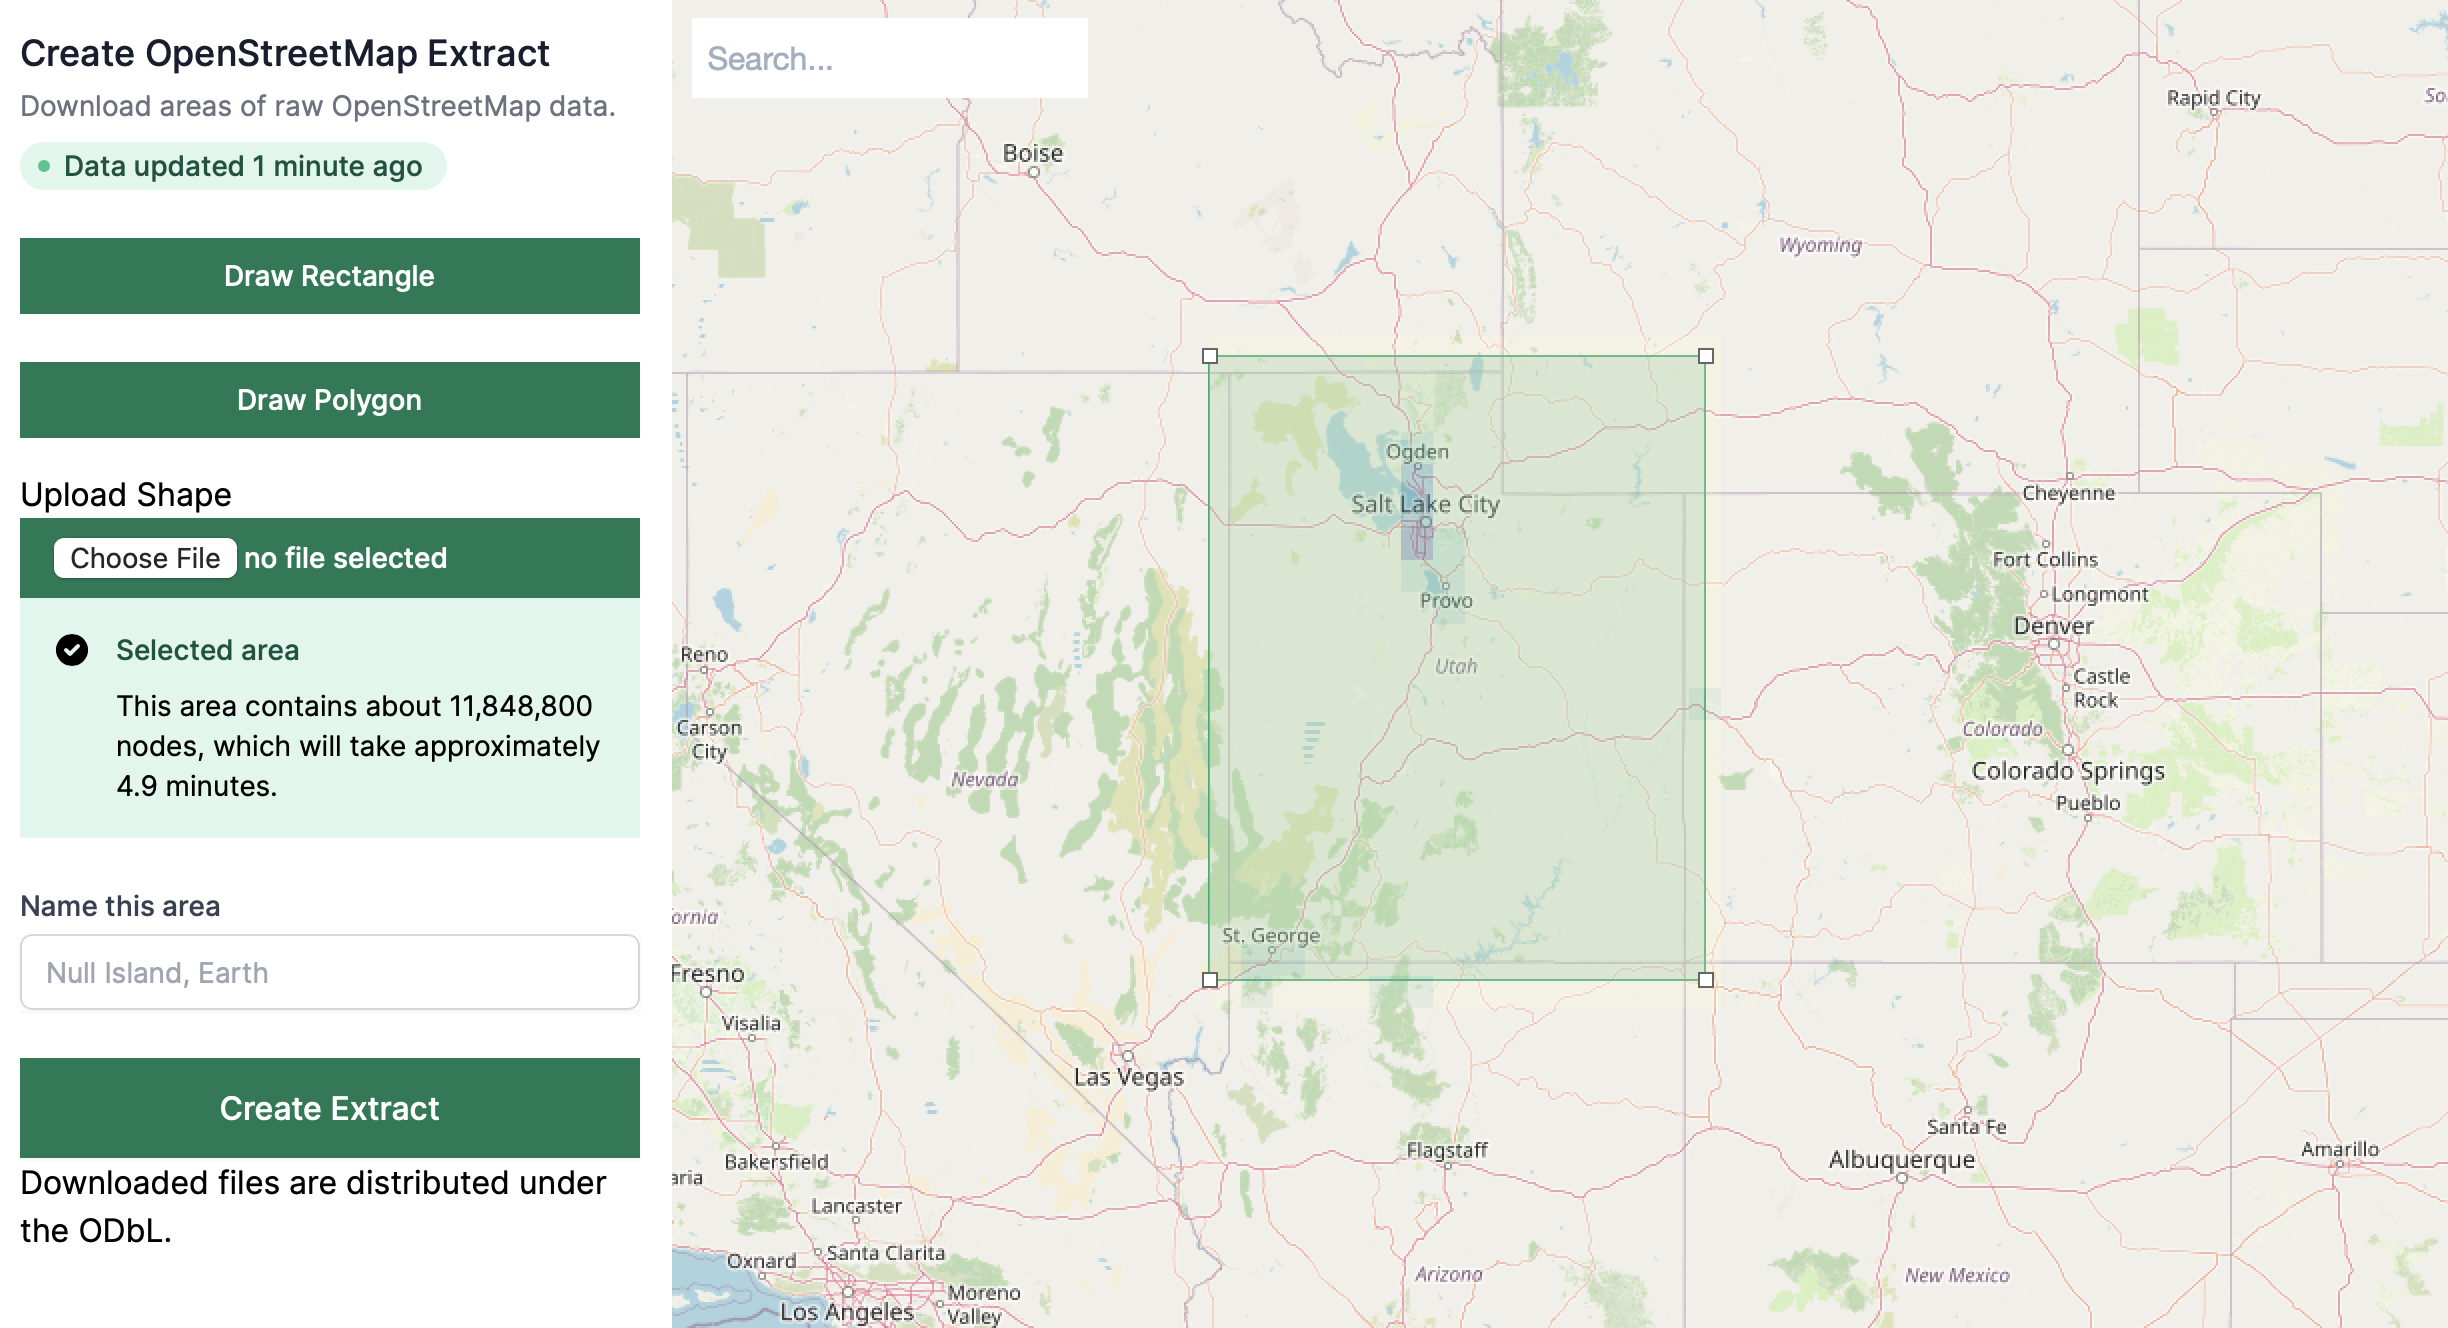 Create OpenStreetMap Extract
Download areas of raw OpenStreetMap data.
Data updated 1 minute ago
Draw Rectangle
Draw Polygon
Upload Shape
Choose File no file selected
Selected area
This area contains about 11,848,800
nodes, which will take approximately
4.9 minutes.
Name this area
Null Island, Earth
Create Extract
Downloaded files are distributed under
the ODbL.
Search...
Rapid City
So
Boise
Wyoming
Ogden
Salt Lake City
Cheyenne
Fort Collins
Longmont
Provo
Denver
Reno
Utah
Castle
Rock
Carson
City
Colorado
Nevada
Colorado Springs
Pueblo
ornia
St. George
Fresno
Visalia
Las Vegas
Santa Fe
Flagstaff
Amarillo
Bakersfield
Albuquerque
aria
Lancaster
Santa Clarita
Oxnard
Arizona
New Mexico
Moreno
Valley
Los Angeles